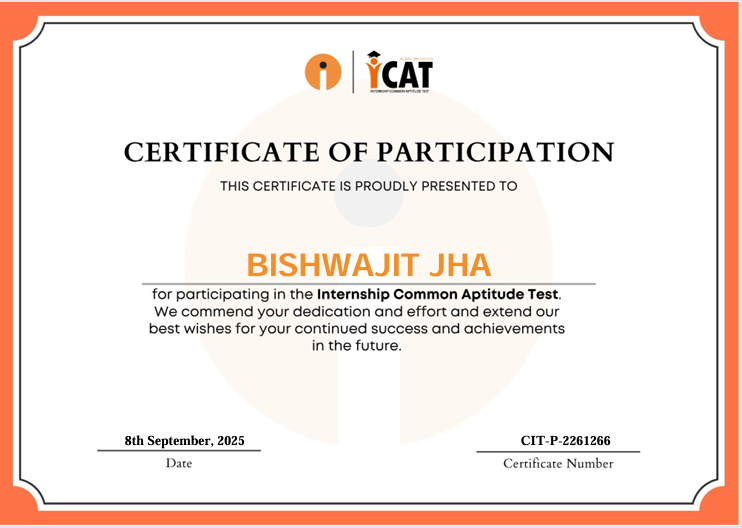 iCAT
INTERNSHIP COMMON APTITUDE TEST
CERTIFICATE OF PARTICIPATION
THIS CERTIFICATE IS PROUDLY PRESENTED TO
BISHWAJIT JHA
for participating in the Internship Common Aptitude Test.
We commend your dedication and effort and extend our
best wishes for your continued success and achievements
in the future.
8th September, 2025
Date
CIT-P-2261266
Certificate Number